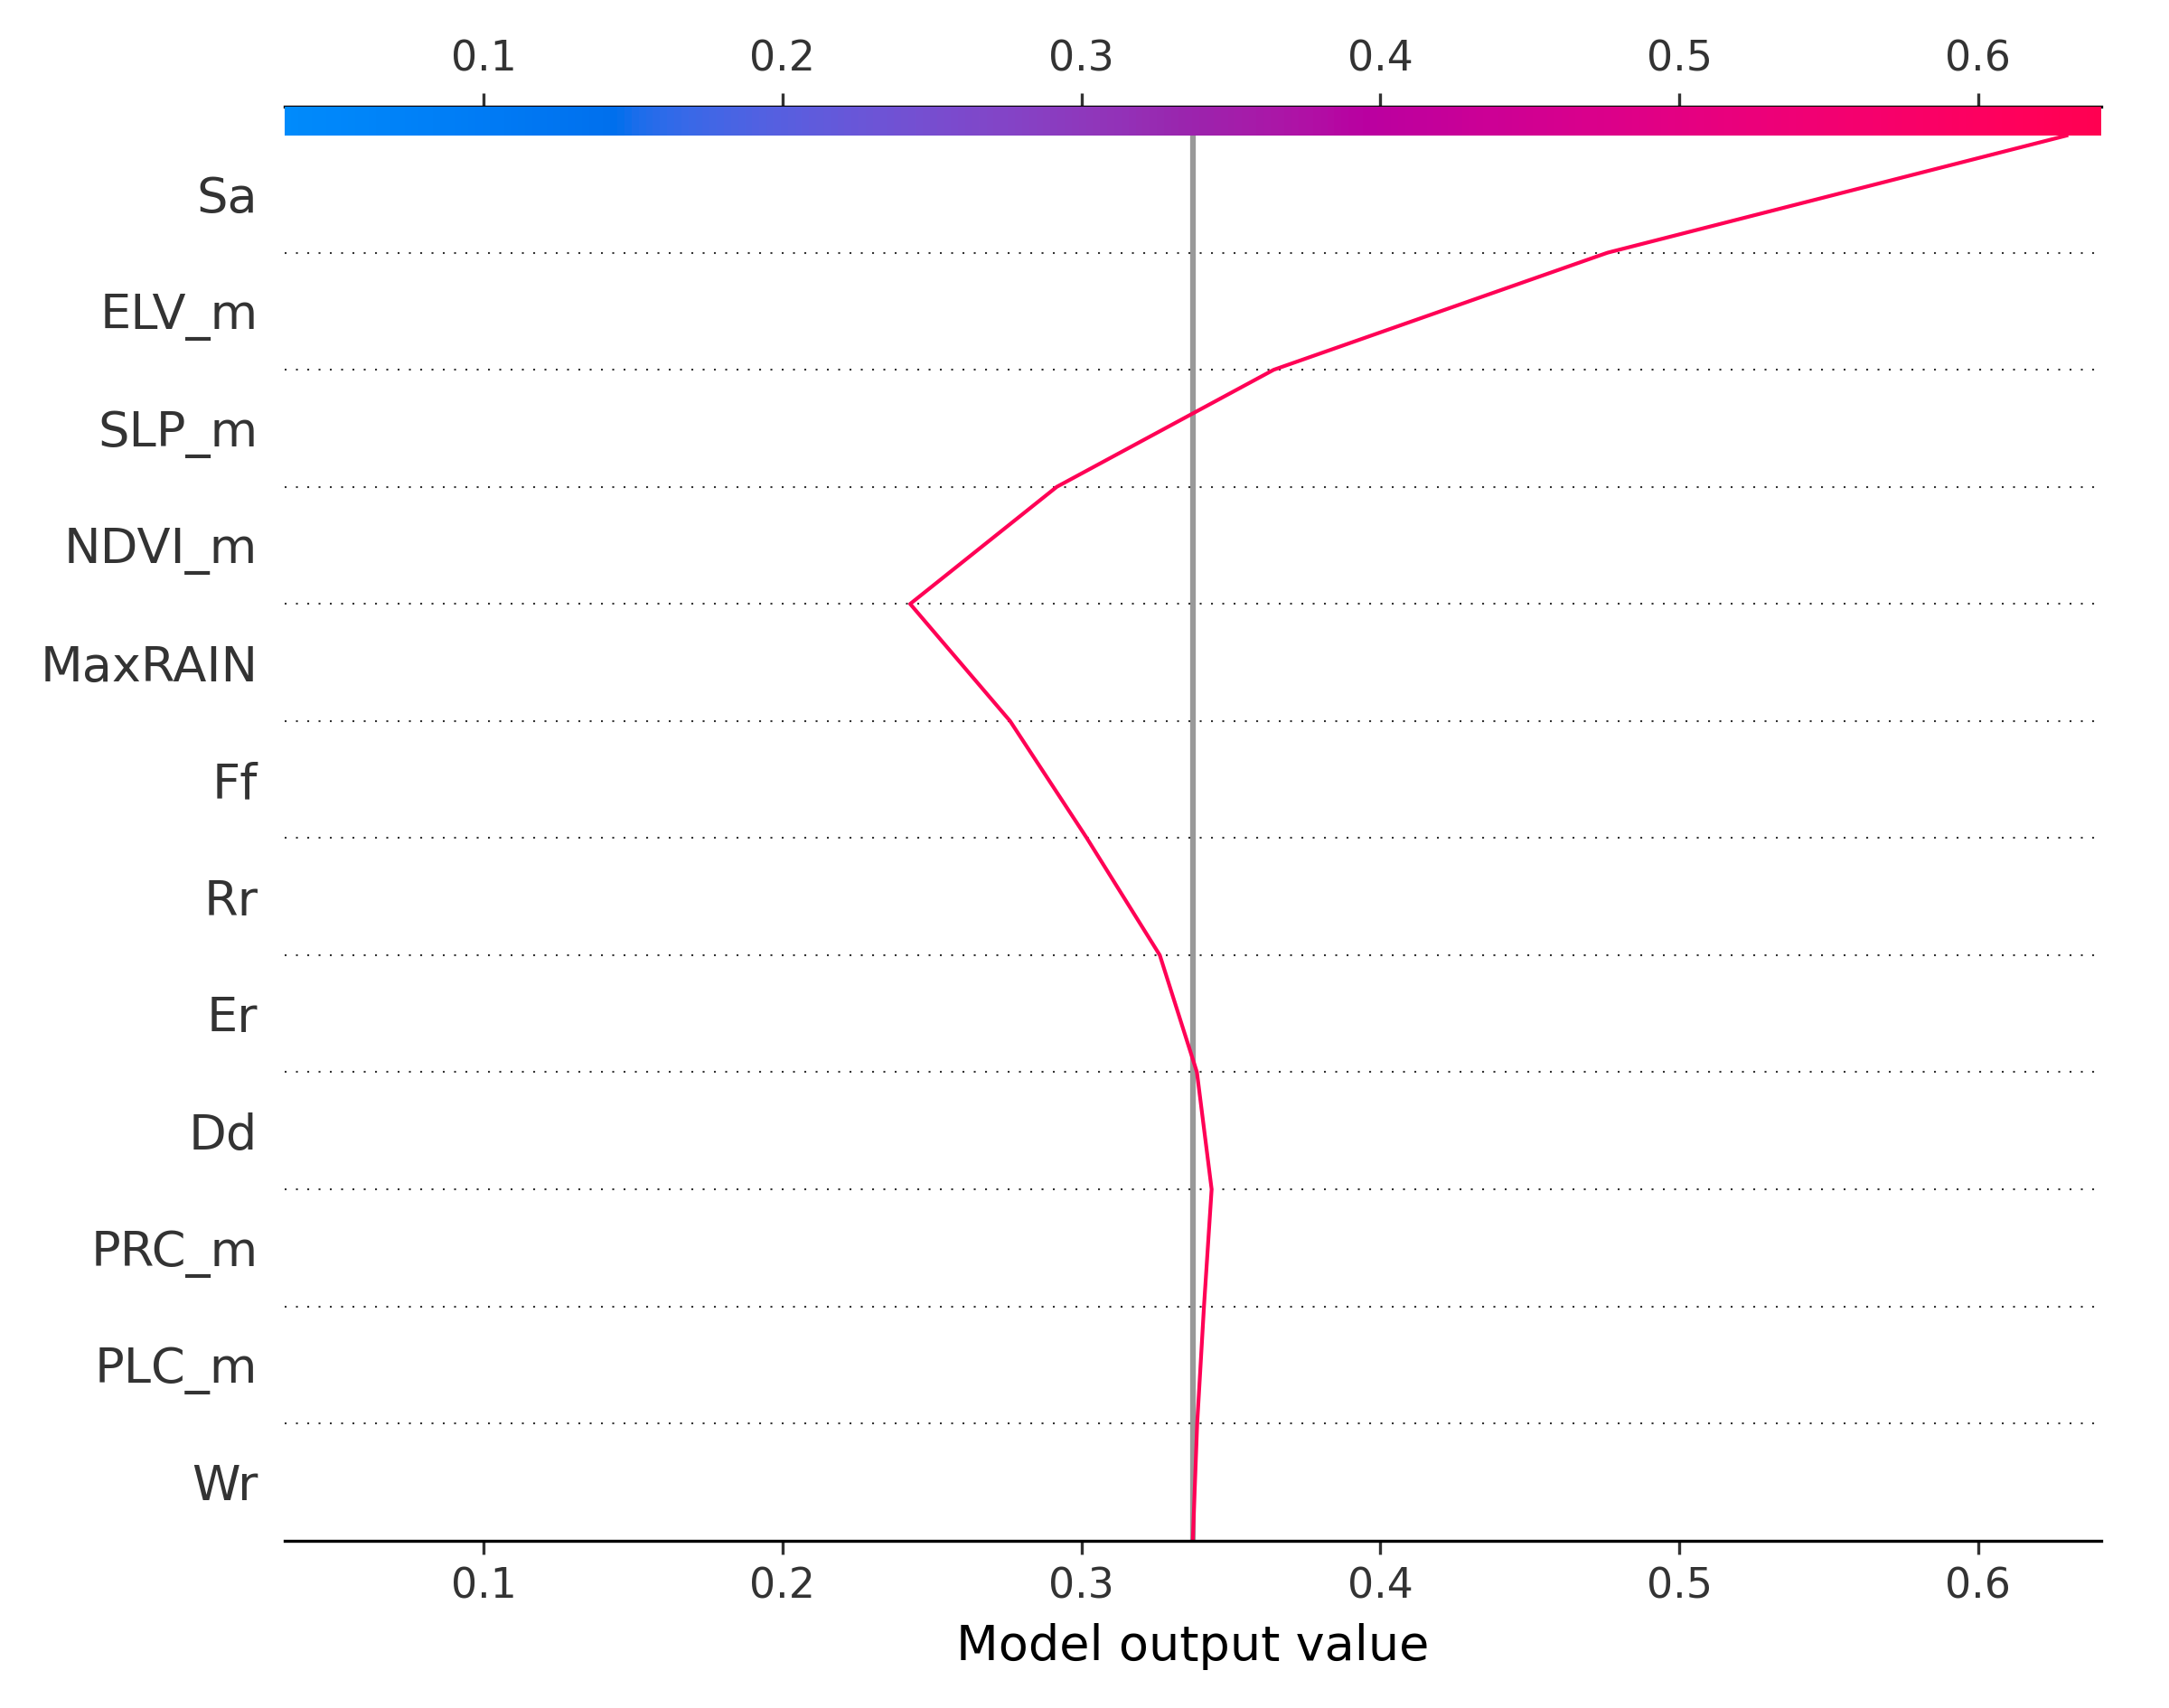 0.1 0.2 0.3 0.4 0.5 0.6
Sa
ELV_m
SLP_m
NDVI_m
MaxRAIN
Ff
Rr
Er
Dd
PRC_m
PLC_m
Wr
0.1 0.2 0.3 0.4 0.5 0.6
Model output value